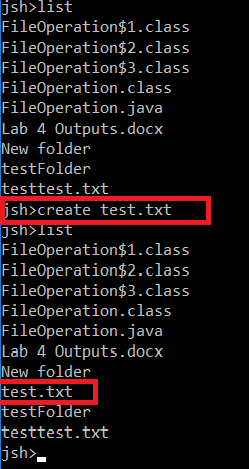 jsh>list
FileOperation$1.class
FileOperation$2.class
FileOperation$3.class
FileOperation.class
FileOperation.java
Lab 4 Outputs.docx
New folder
testFolder
testtest.txt
jsh>create test.txt
jsh>list
FileOperation$1.class
FileOperation$2.class
FileOperation$3.class
FileOperation.class
FileOperation.java
Lab 4 Outputs.docx
New folder
test.txt
testFolder
testtest.txt
jsh>